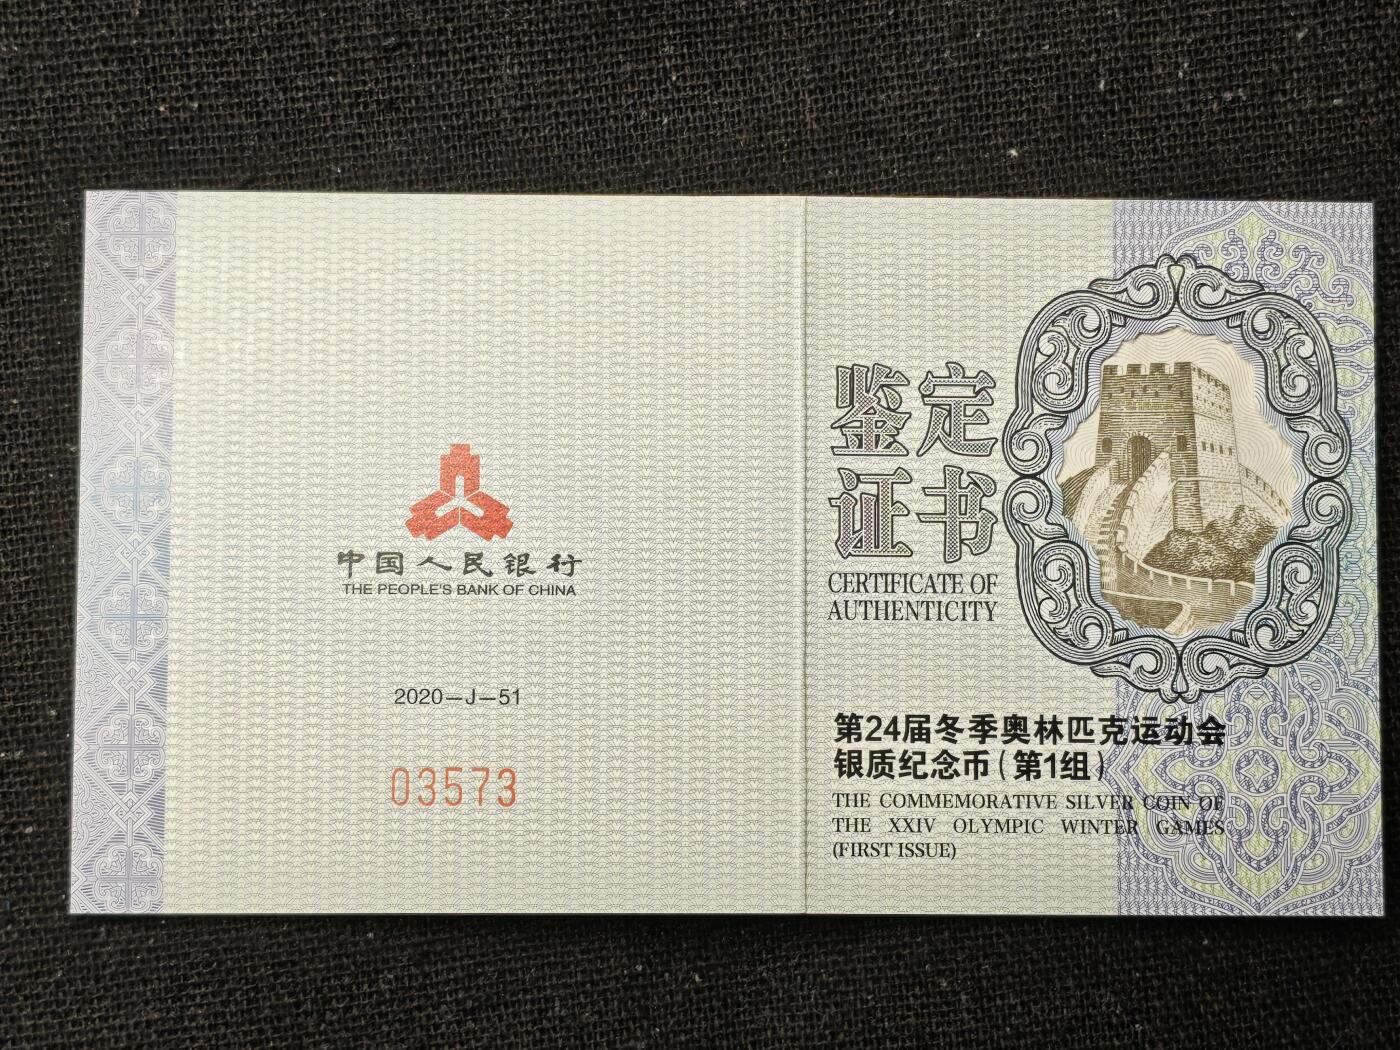 中国人民银行
THE PEOPLE'S BANK OF CHINA
2020—J—51
03573
鉴定
证书
CERTIFICATE OF
AUTHENTICITY
第24届冬季奥林匹克运动会
银质纪念币(第1组)
THE COMMEMORATIVE SILVER COIN OF
THE XXIV OLYMPIC WINTER GAMES
(FIRST ISSUE)